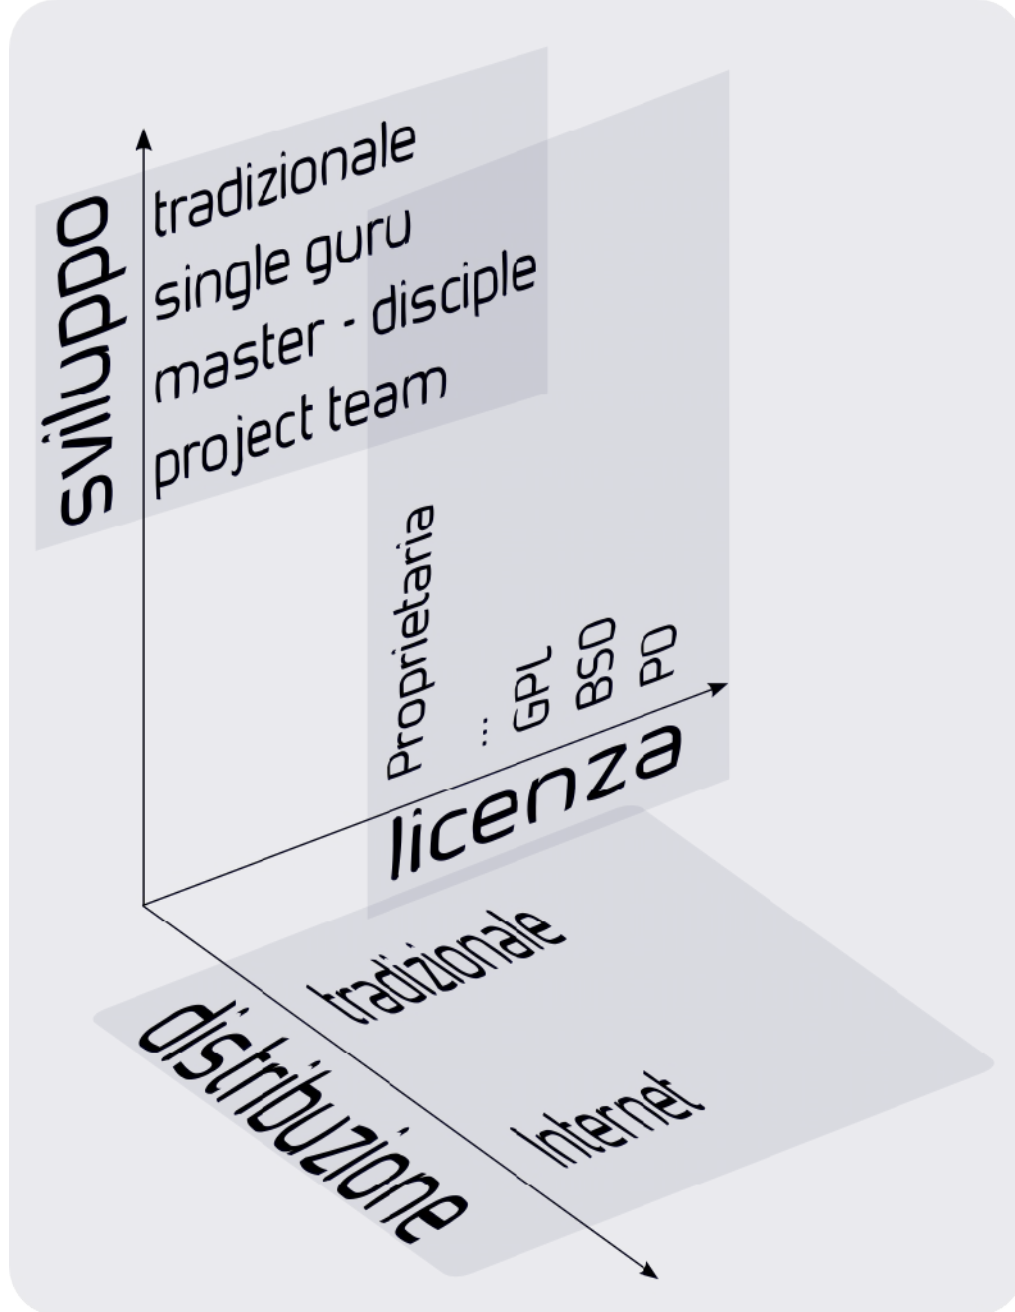 sviluppo
tradizionale
single guru
master - disciple
project team
Proprietaria
...
GPL
BSD
PD
licenza
distribuzione
tradizionale
Internet